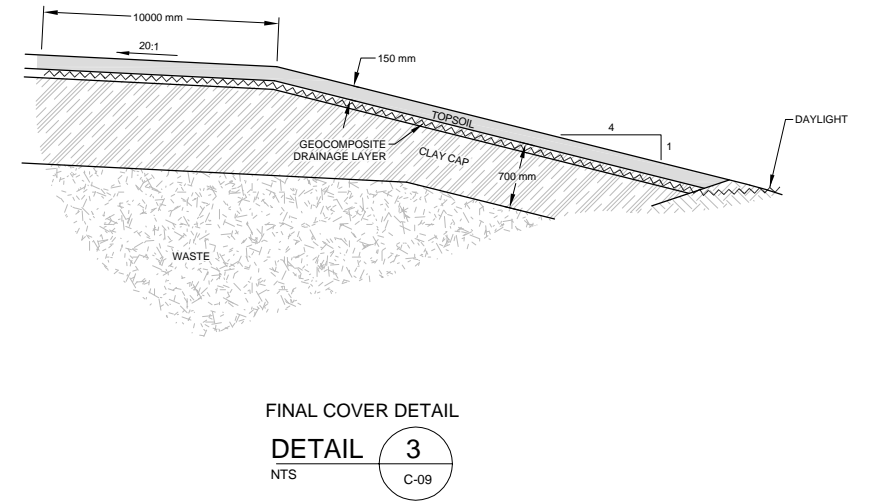 10000 mm
20:1
150 mm
TOPSOIL
4
1
DAYLIGHT
GEOCOMPOSITE
DRAINAGE LAYER
CLAY CAP
700 mm
WASTE
FINAL COVER DETAIL
DETAIL 3
NTS C-09